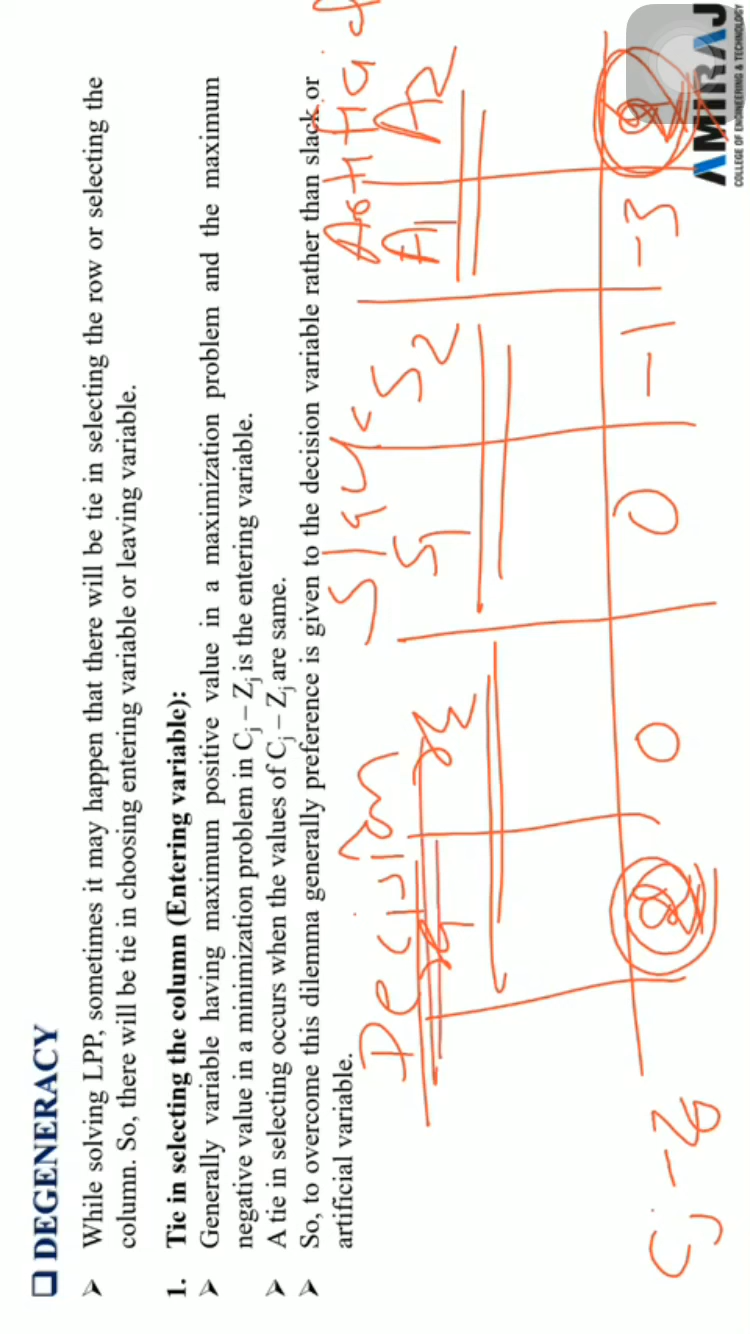 ❑ DEGENERACY
➤ While solving LPP, sometimes it may happen that there will be tie in selecting the row or selecting the
column. So, there will be tie in choosing entering variable or leaving variable.
1. Tie in selecting the column (Entering variable):
➤ Generally variable having maximum positive value in a maximization problem and the maximum
negative value in a minimization problem in Cj – Zj is the entering variable.
➤ A tie in selecting occurs when the values of Cj – Zj are same.
➤ So, to overcome this dilemma generally preference is given to the decision variable rather than slack or
artificial variable.
Decision
S1 S2 A1 A2
Cj - Z 2 0 0 -1 -3 2
AMIRAJ
COLLEGE OF ENGINEERING & TECHNOLOGY